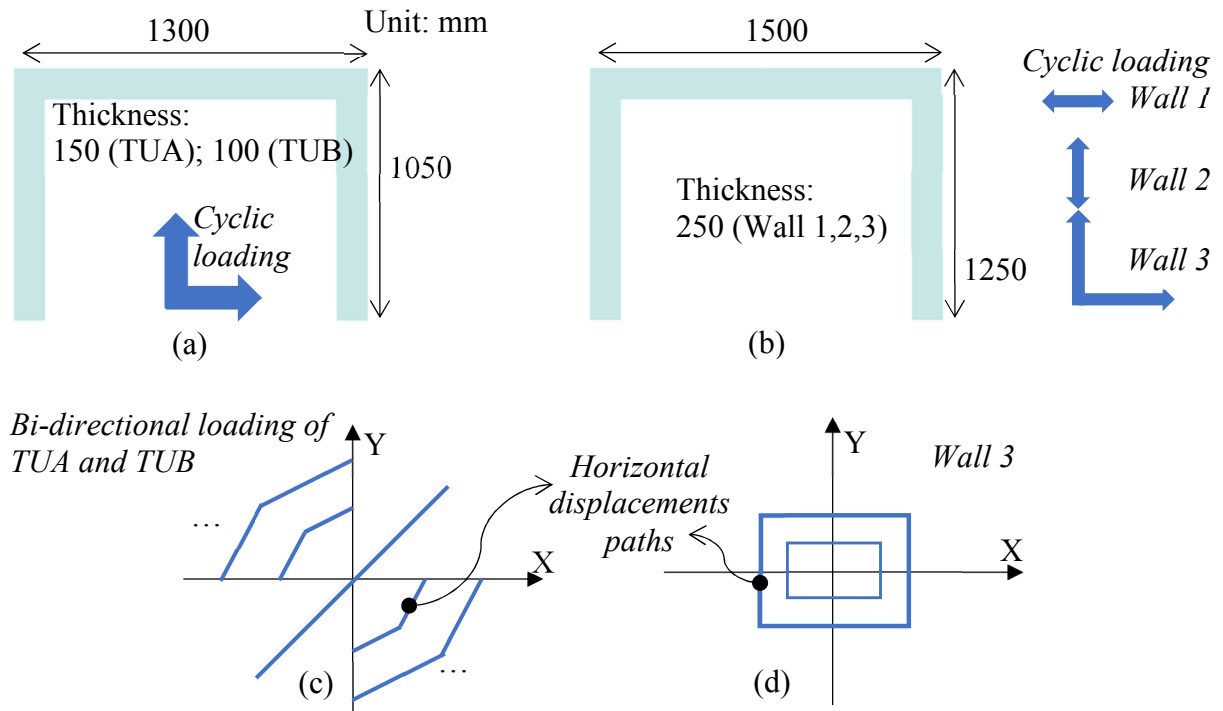 1300
Unit: mm
Thickness:
150 (TUA); 100 (TUB)
1050
Cyclic
loading
(a)
1500
Thickness:
250 (Wall 1,2,3)
1250
(b)
Cyclic loading
Wall 1
Wall 2
Wall 3
Bi-directional loading of
TUA and TUB
Y
X
...
...
(c)
Horizontal
displacements
paths
Y
Wall 3
X
(d)